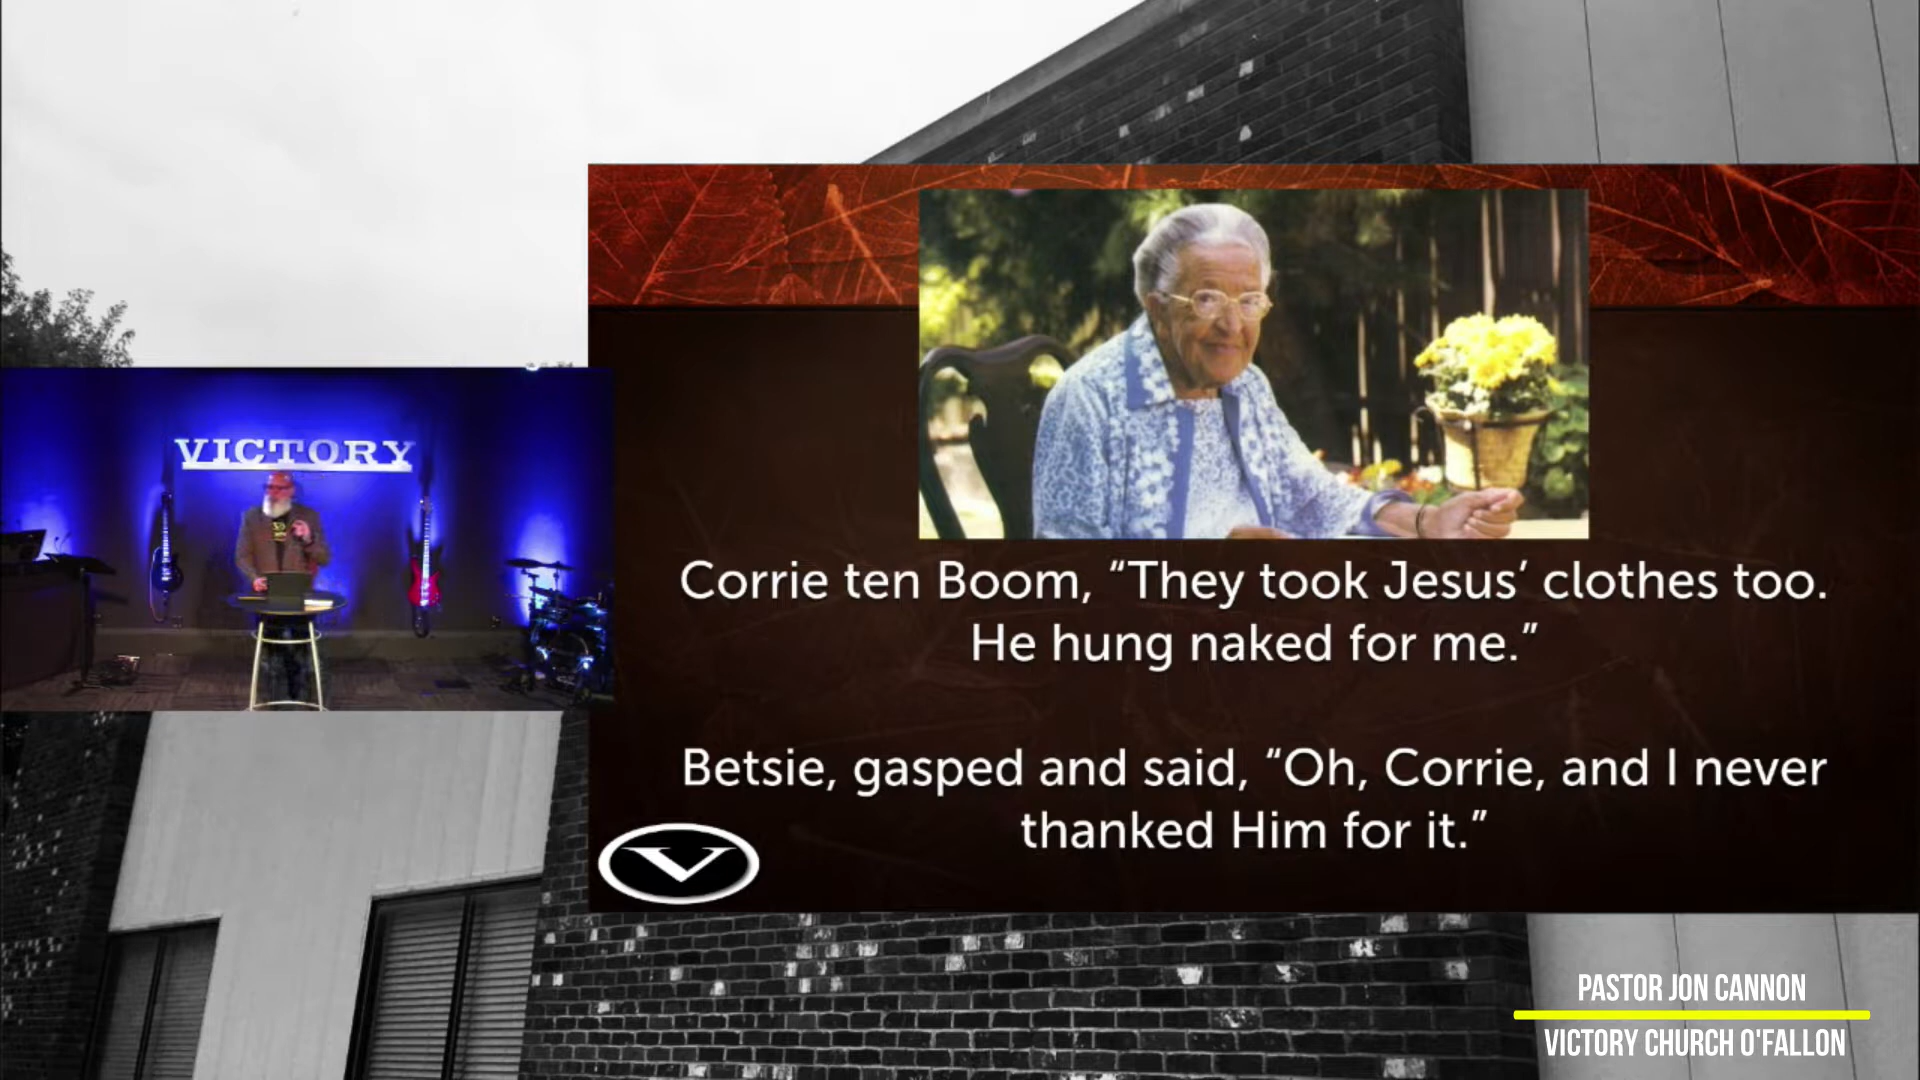 VICTORY
Corrie ten Boom, “They took Jesus’ clothes too.
He hung naked for me.”
Betsie, gasped and said, “Oh, Corrie, and I never
thanked Him for it.”
V
PASTOR JON CANNON
VICTORY CHURCH O'FALLON